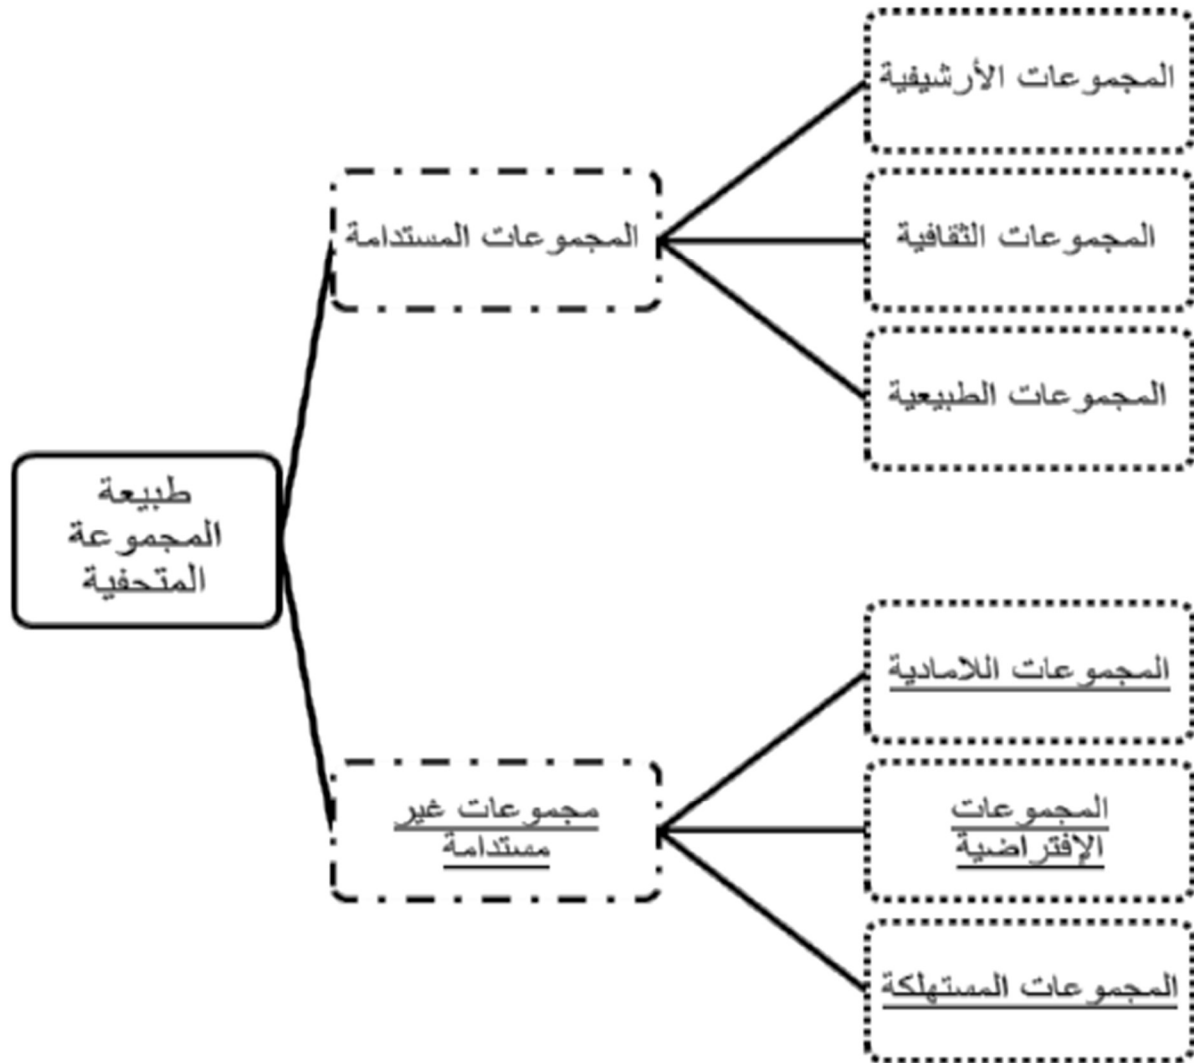 المجموعات الأرشيفية
المجموعات المستدامة
المجموعات الثقافية
المجموعات الطبيعية
طبيعة
المجموعة
المتحفية
المجموعات اللامادية
مجموعات غير
مستدامة
المجموعات
الإفتراضية
المجموعات المستهلكة